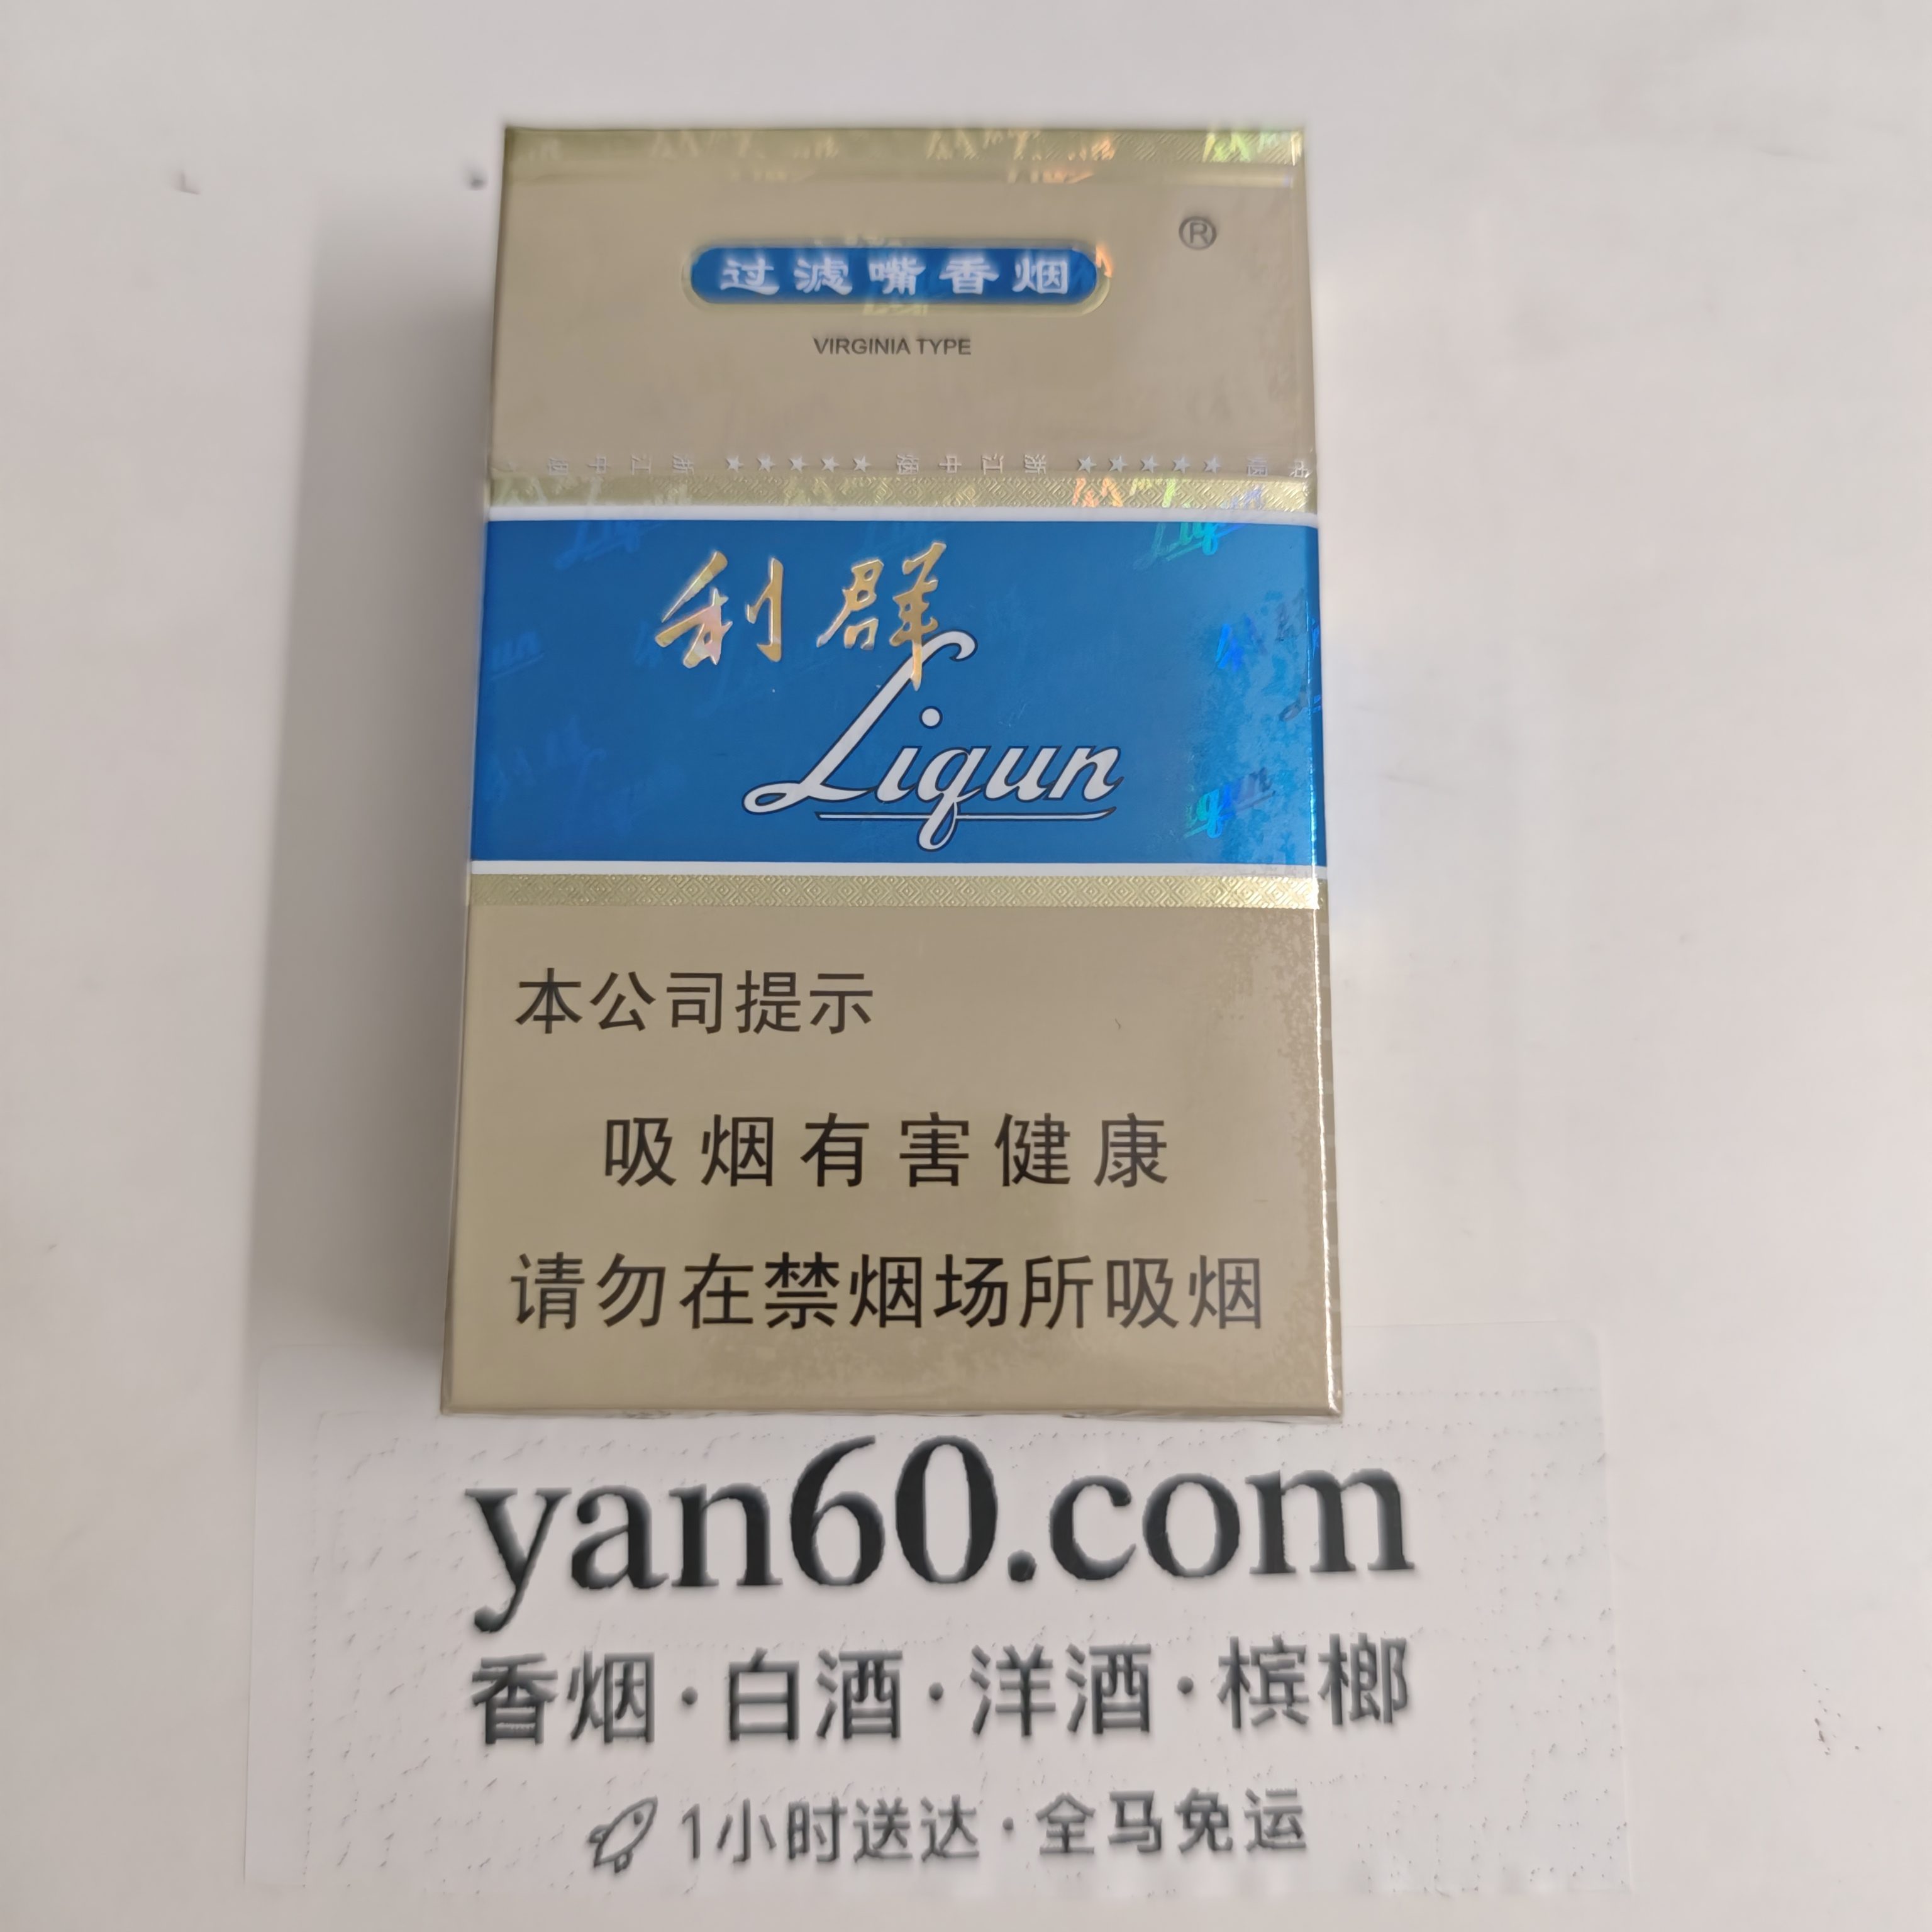 过滤嘴香烟
®
VIRGINIA TYPE
利群
Liqun
本公司提示
吸烟有害健康
请勿在禁烟场所吸烟
yan60.com
香烟·白酒·洋酒·槟榔
1小时送达·全马免运